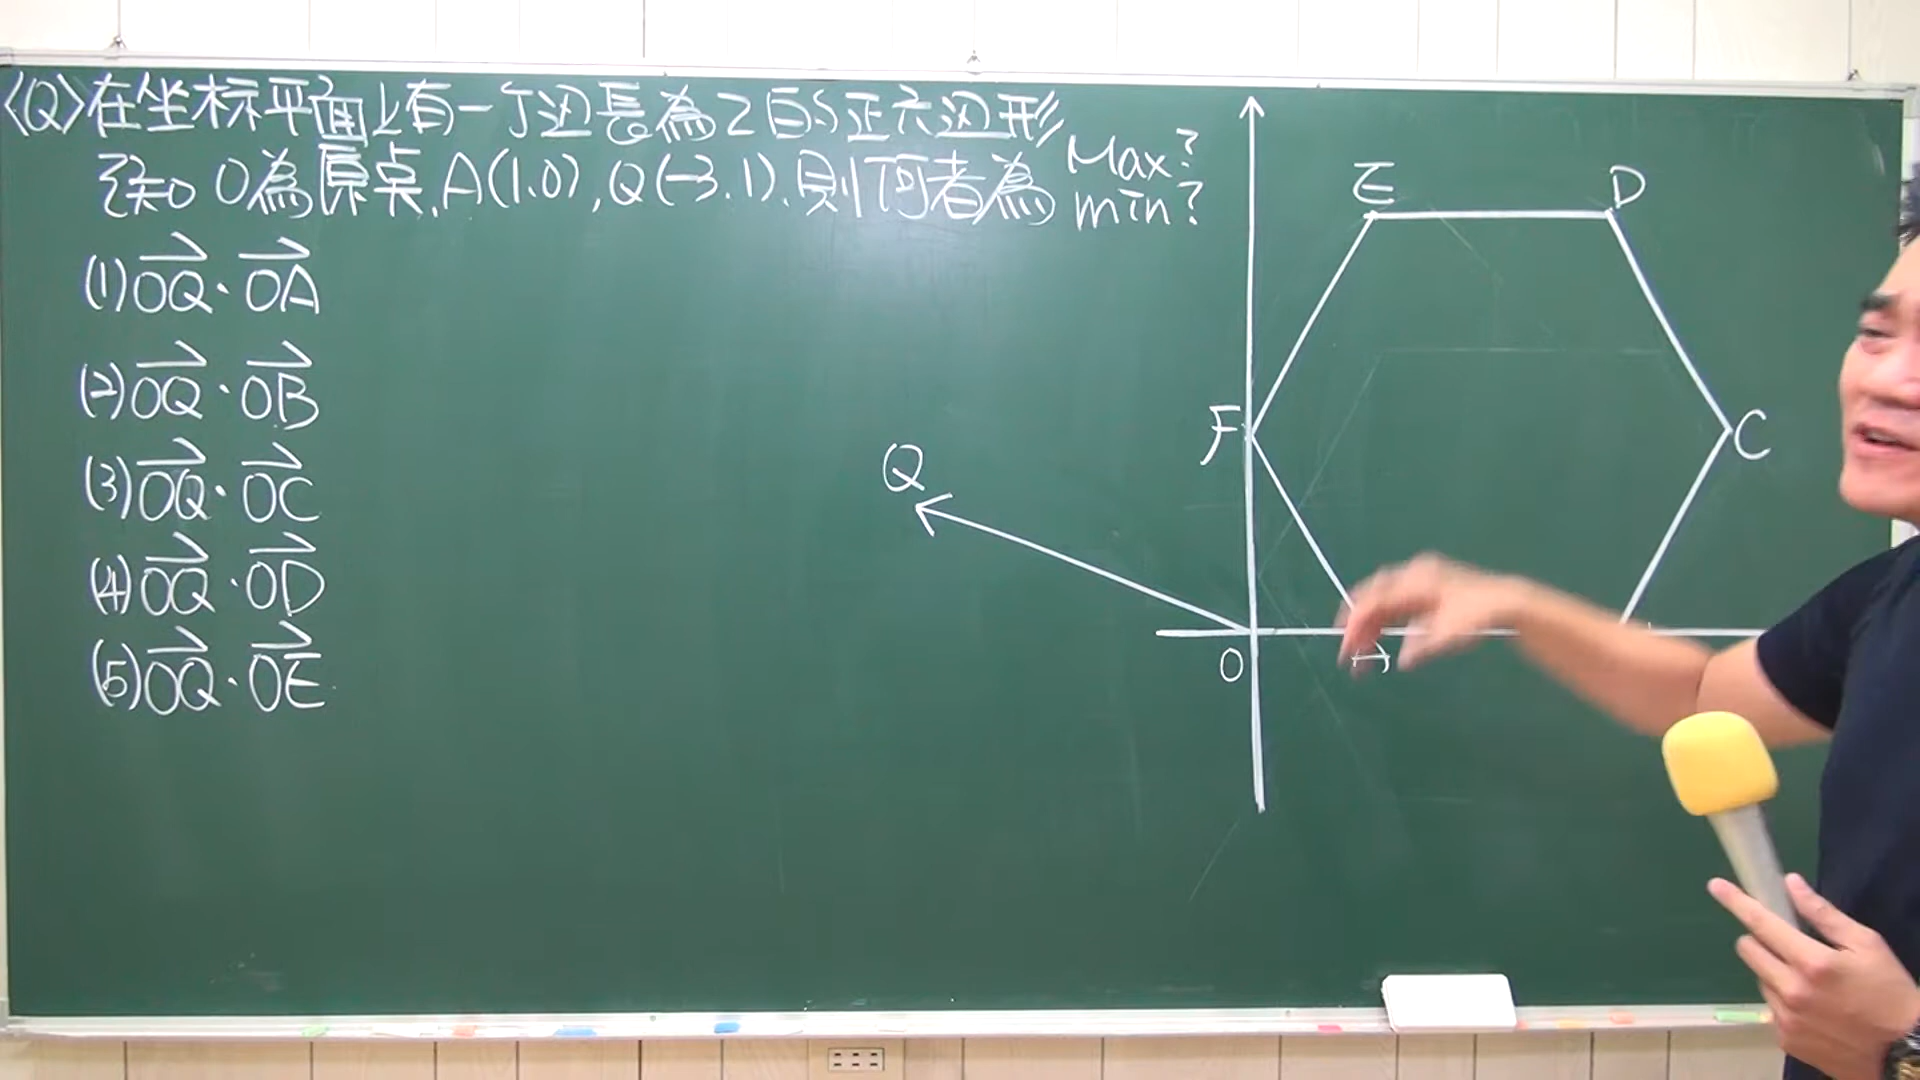 〈Q〉在坐标平面上有一丁边長為2的正六边形
已知O為原点,A(1,0),Q(-3,1),則何者為 Max?
min?
(1) OQ・OA
(2) OQ・OB
(3) OQ・OC
(4) OQ・OD
(5) OQ・OE
E
D
F
C
Q
O
A